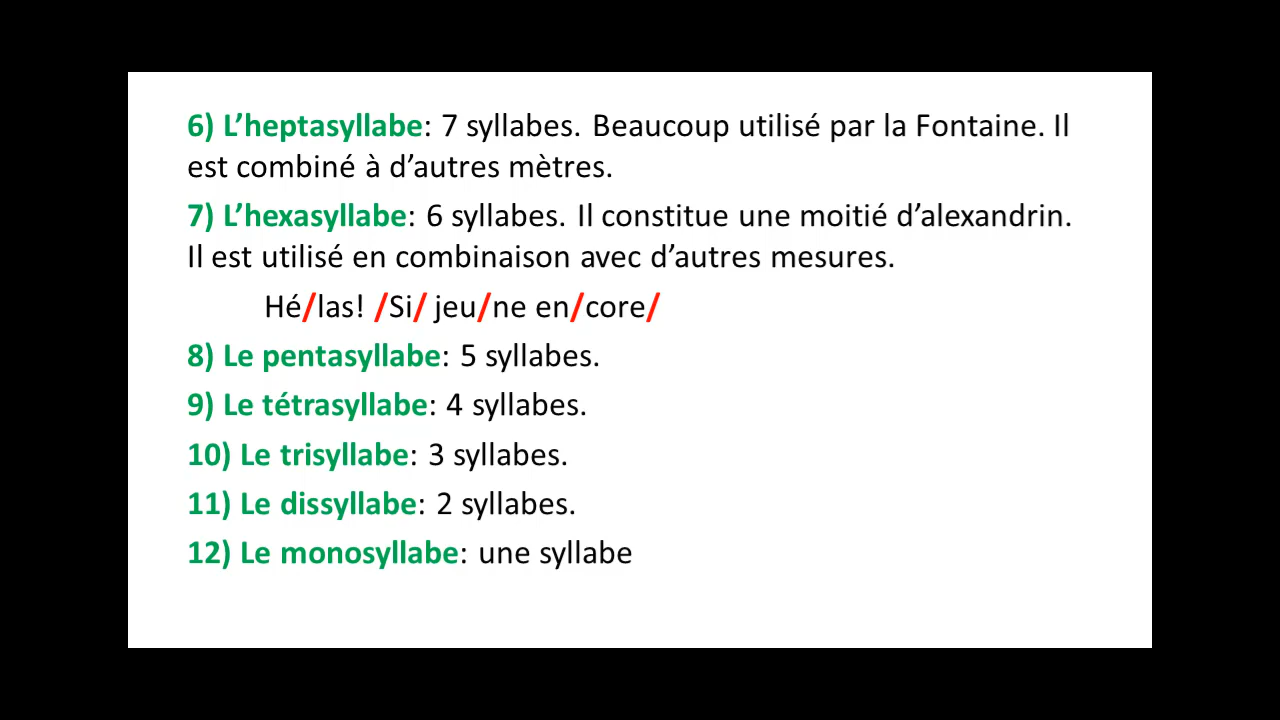 6) L’heptasyllabe: 7 syllabes. Beaucoup utilisé par la Fontaine. Il
est combiné à d’autres mètres.
7) L’hexasyllabe: 6 syllabes. Il constitue une moitié d’alexandrin.
Il est utilisé en combinaison avec d’autres mesures.
Hé/las! /Si/ jeu/ne en/core/
8) Le pentasyllabe: 5 syllabes.
9) Le tétrasyllabe: 4 syllabes.
10) Le trisyllabe: 3 syllabes.
11) Le dissyllabe: 2 syllabes.
12) Le monosyllabe: une syllabe